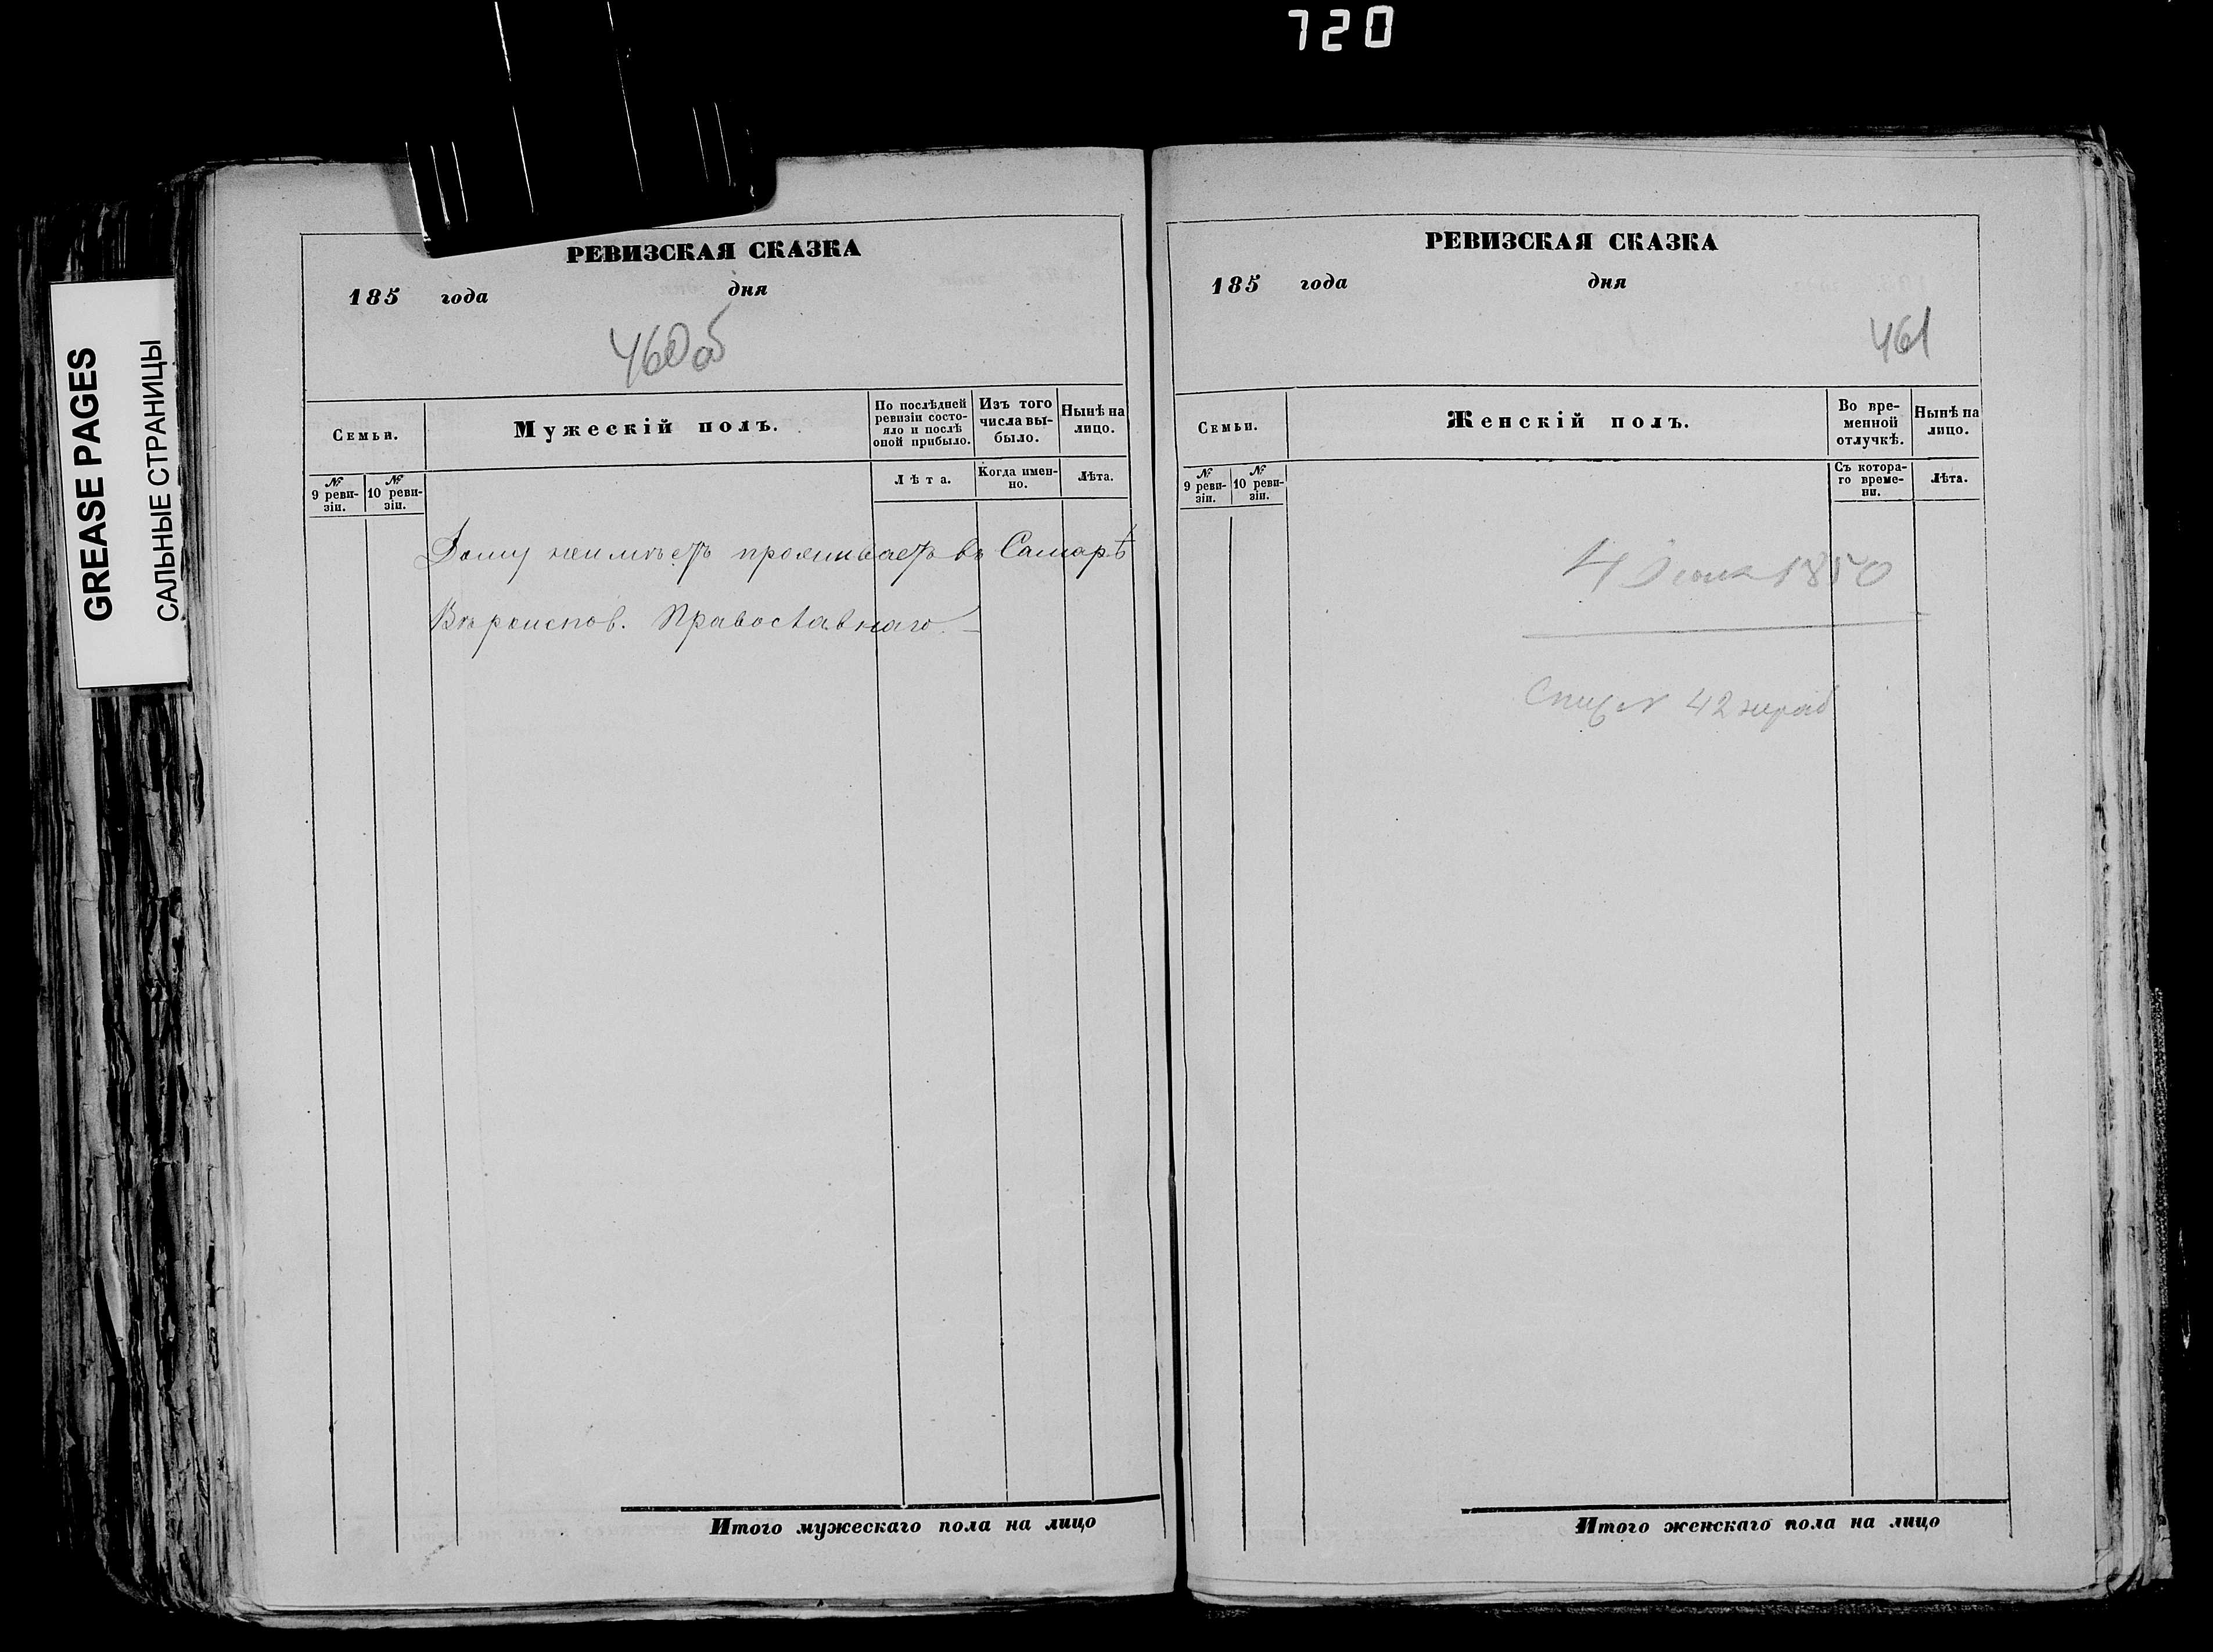 720
GREASE PAGES
САЛЬНЫЕ СТРАНИЦЫ
РЕВИЗСКАЯ СКАЗКА
185 года дня
460об
Семьи.
Мужескій полъ.
По послѣдней ревизіи состояло и послѣ оной прибыло.
Изъ того числа выбыло.
Нынѣ на лицо.
№ 9 ревизіи.
№ 10 ревизіи.
Лѣта.
Когда именно.
Лѣта.
Дому неимѣетъ проживаетъ въ Самарѣ
Вѣроиспов. Православнаго
Итого мужескаго пола на лицо
РЕВИЗСКАЯ СКАЗКА
185 года дня
461
Семьи.
Женскій полъ.
Во временной отлучкѣ.
Нынѣ на лицо.
№ 9 ревизіи.
№ 10 ревизіи.
Съ котораго времени.
Лѣта.
4 1850
42
Итого женскаго пола на лицо